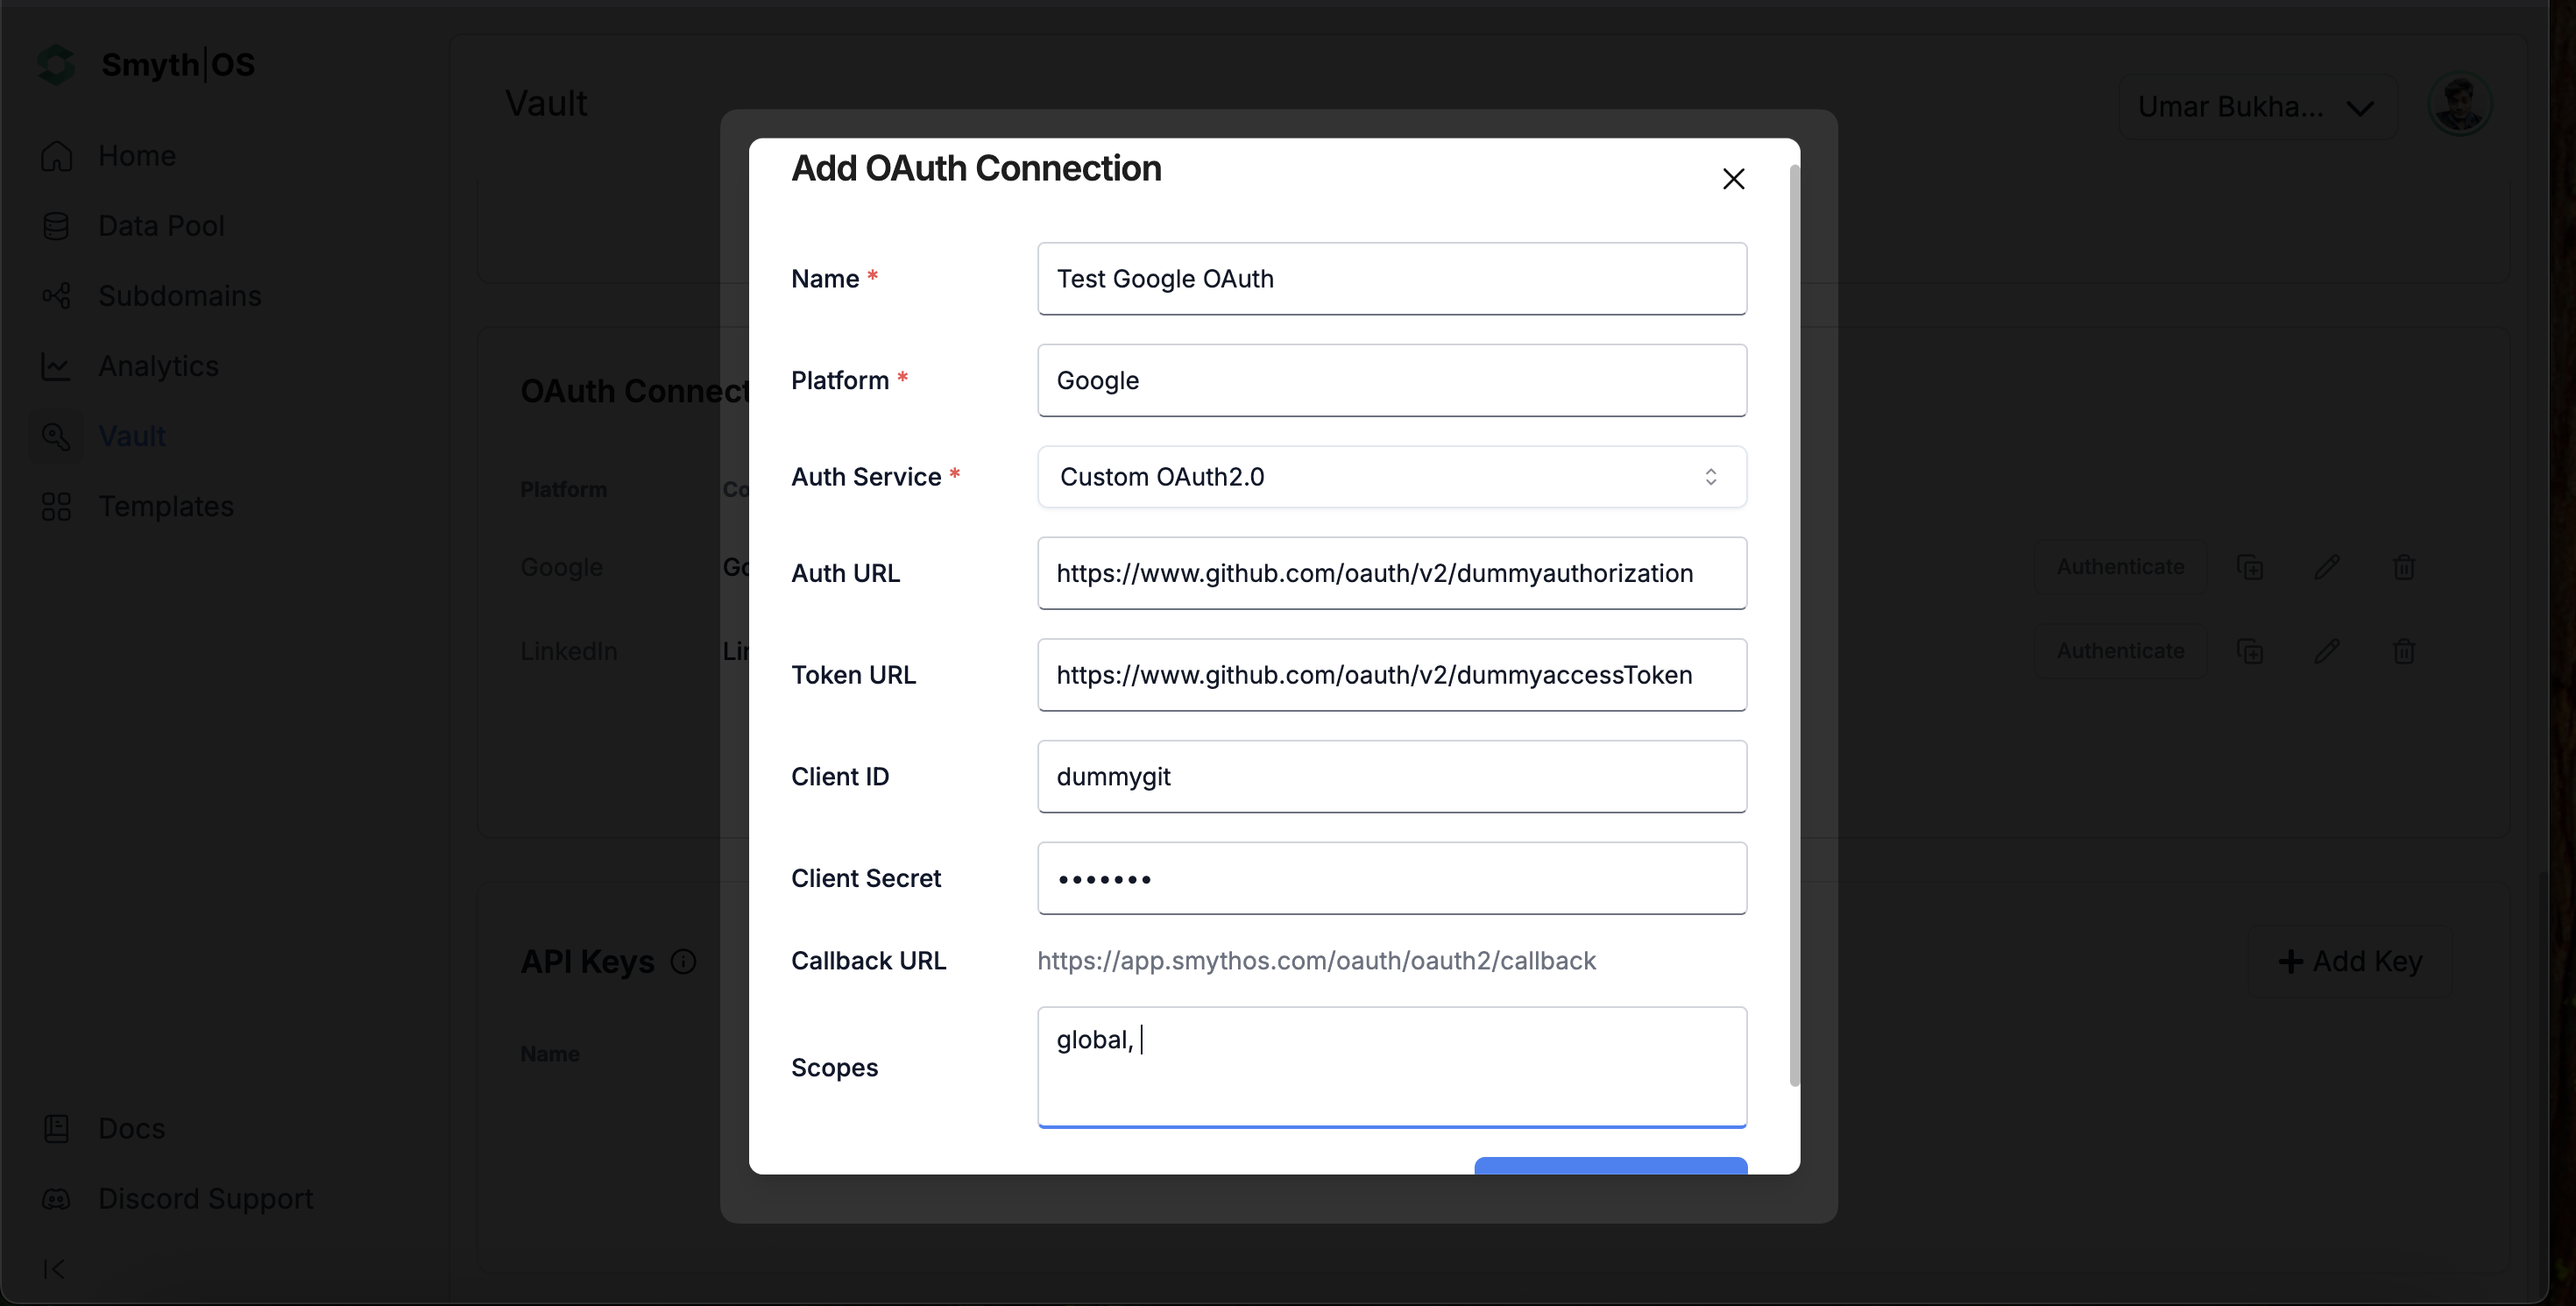 Smyth|OS
Home
Data Pool
Subdomains
Analytics
Vault
Templates
Docs
Discord Support
Vault
Umar Bukha...
OAuth Connect
Platform
Co
Google
Go
Authenticate
LinkedIn
Lin
Authenticate
API Keys
Add Key
Name
Add OAuth Connection
Name *
Test Google OAuth
Platform *
Google
Auth Service *
Custom OAuth2.0
Auth URL
https://www.github.com/oauth/v2/dummyauthorization
Token URL
https://www.github.com/oauth/v2/dummyaccessToken
Client ID
dummygit
Client Secret
•••••••
Callback URL
https://app.smythos.com/oauth/oauth2/callback
Scopes
global,